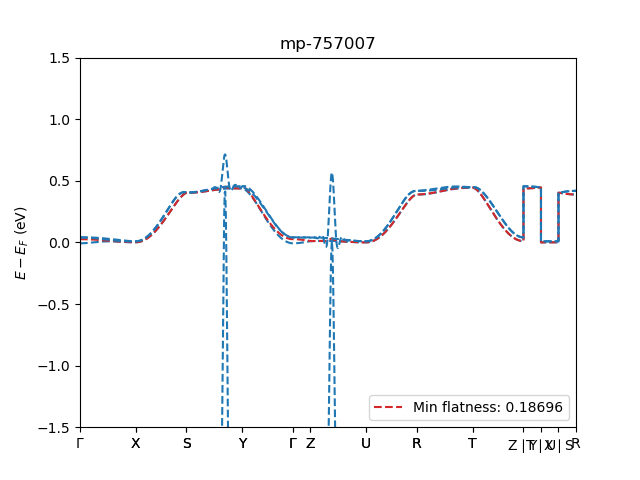 mp-757007
E − E_F (eV)
1.5
1.0
0.5
0.0
−0.5
−1.0
−1.5
Min flatness: 0.18696
Γ X S Y Γ Z U R T Z | T Y | X U | S R